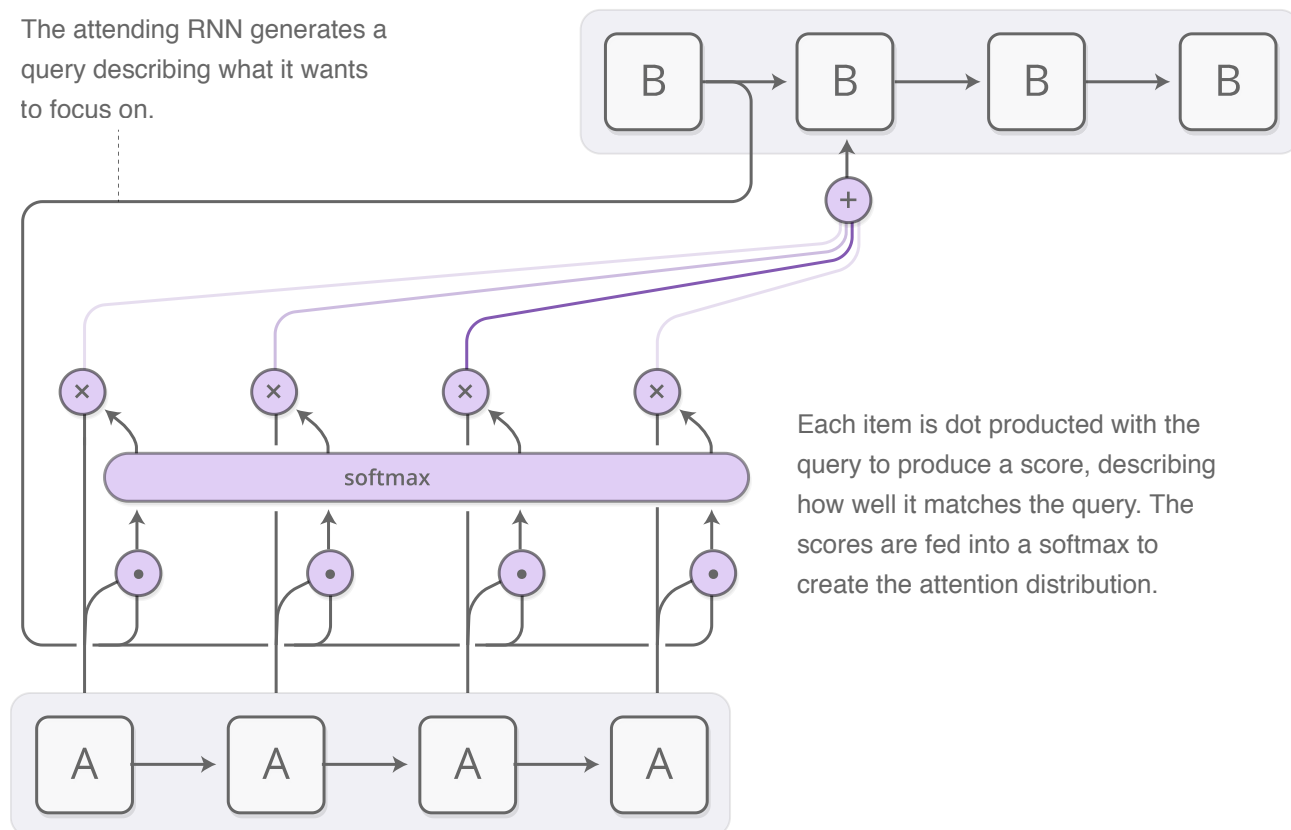 The attending RNN generates a
query describing what it wants
to focus on.
B
B
B
B
+
×
×
×
×
softmax
Each item is dot producted with the
query to produce a score, describing
how well it matches the query. The
scores are fed into a softmax to
create the attention distribution.
•
•
•
•
A
A
A
A